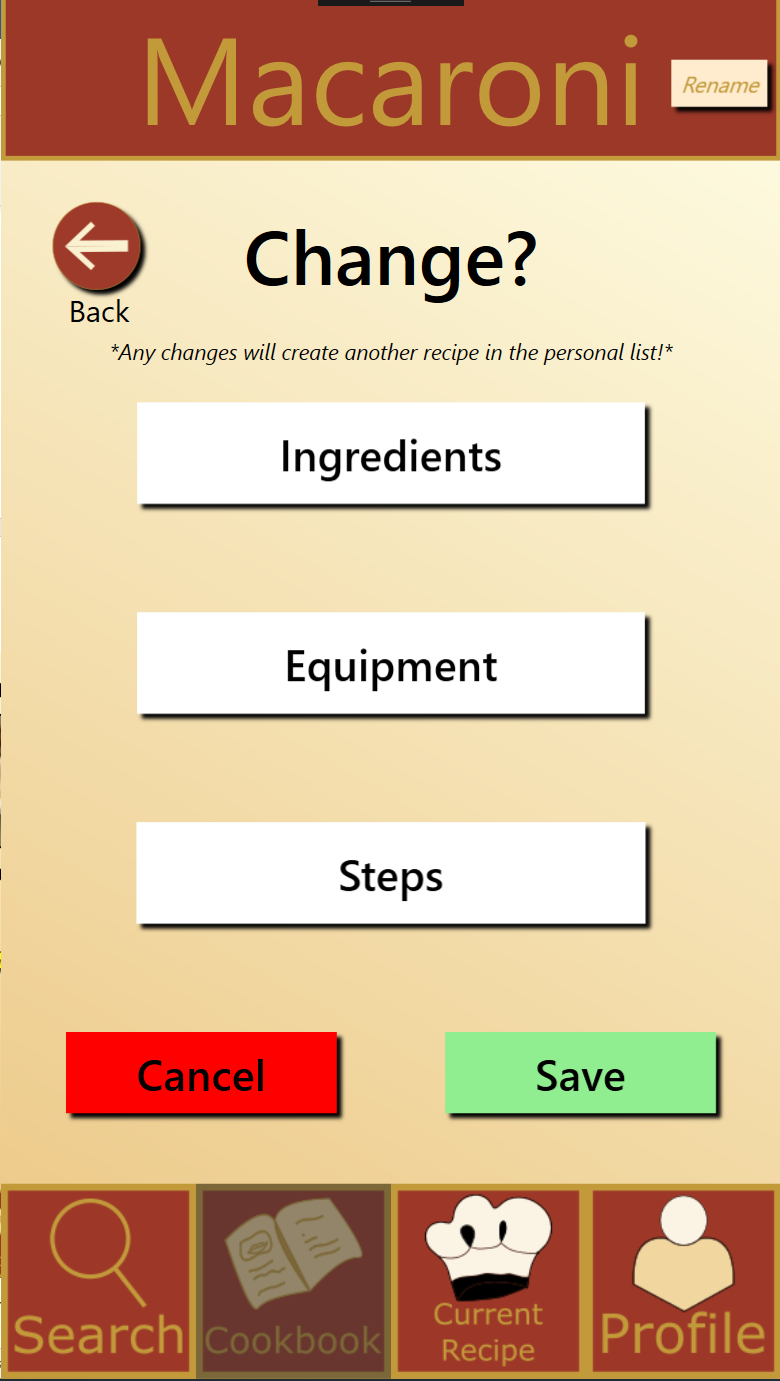 Macaroni
Rename
Change?
Back
*Any changes will create another recipe in the personal list!*
Ingredients
Equipment
Steps
Cancel
Save
Search
Cookbook
Current
Recipe
Profile